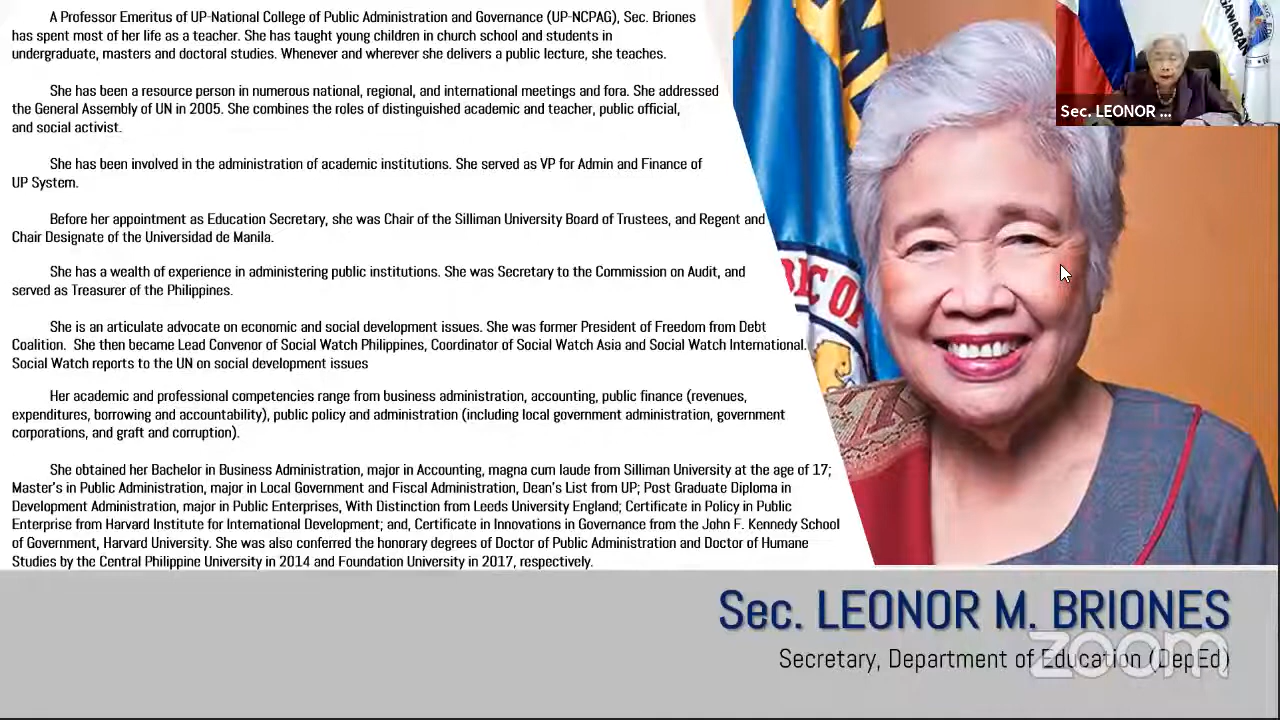 A Professor Emeritus of UP-National College of Public Administration and Governance (UP-NCPAG), Sec. Briones
has spent most of her life as a teacher. She has taught young children in church school and students in
undergraduate, masters and doctoral studies. Whenever and wherever she delivers a public lecture, she teaches.
She has been a resource person in numerous national, regional, and international meetings and fora. She addressed
the General Assembly of UN in 2005. She combines the roles of distinguished academic and teacher, public official,
and social activist.
She has been involved in the administration of academic institutions. She served as VP for Admin and Finance of
UP System.
Before her appointment as Education Secretary, she was Chair of the Silliman University Board of Trustees, and Regent and
Chair Designate of the Universidad de Manila.
She has a wealth of experience in administering public institutions. She was Secretary to the Commission on Audit, and
served as Treasurer of the Philippines.
She is an articulate advocate on economic and social development issues. She was former President of Freedom from Debt
Coalition. She then became Lead Convenor of Social Watch Philippines, Coordinator of Social Watch Asia and Social Watch International.
Social Watch reports to the UN on social development issues
Her academic and professional competencies range from business administration, accounting, public finance (revenues,
expenditures, borrowing and accountability), public policy and administration (including local government administration, government
corporations, and graft and corruption).
She obtained her Bachelor in Business Administration, major in Accounting, magna cum laude from Silliman University at the age of 17;
Master's in Public Administration, major in Local Government and Fiscal Administration, Dean's List from UP; Post Graduate Diploma in
Development Administration, major in Public Enterprises, With Distinction from Leeds University England; Certificate in Policy in Public
Enterprise from Harvard Institute for International Development; and, Certificate in Innovations in Governance from the John F. Kennedy School
of Government, Harvard University. She was also conferred the honorary degrees of Doctor of Public Administration and Doctor of Humane
Studies by the Central Philippine University in 2014 and Foundation University in 2017, respectively.
Sec. LEONOR ...
Sec. LEONOR M. BRIONES
Secretary, Department of Education (DepEd)
zoom